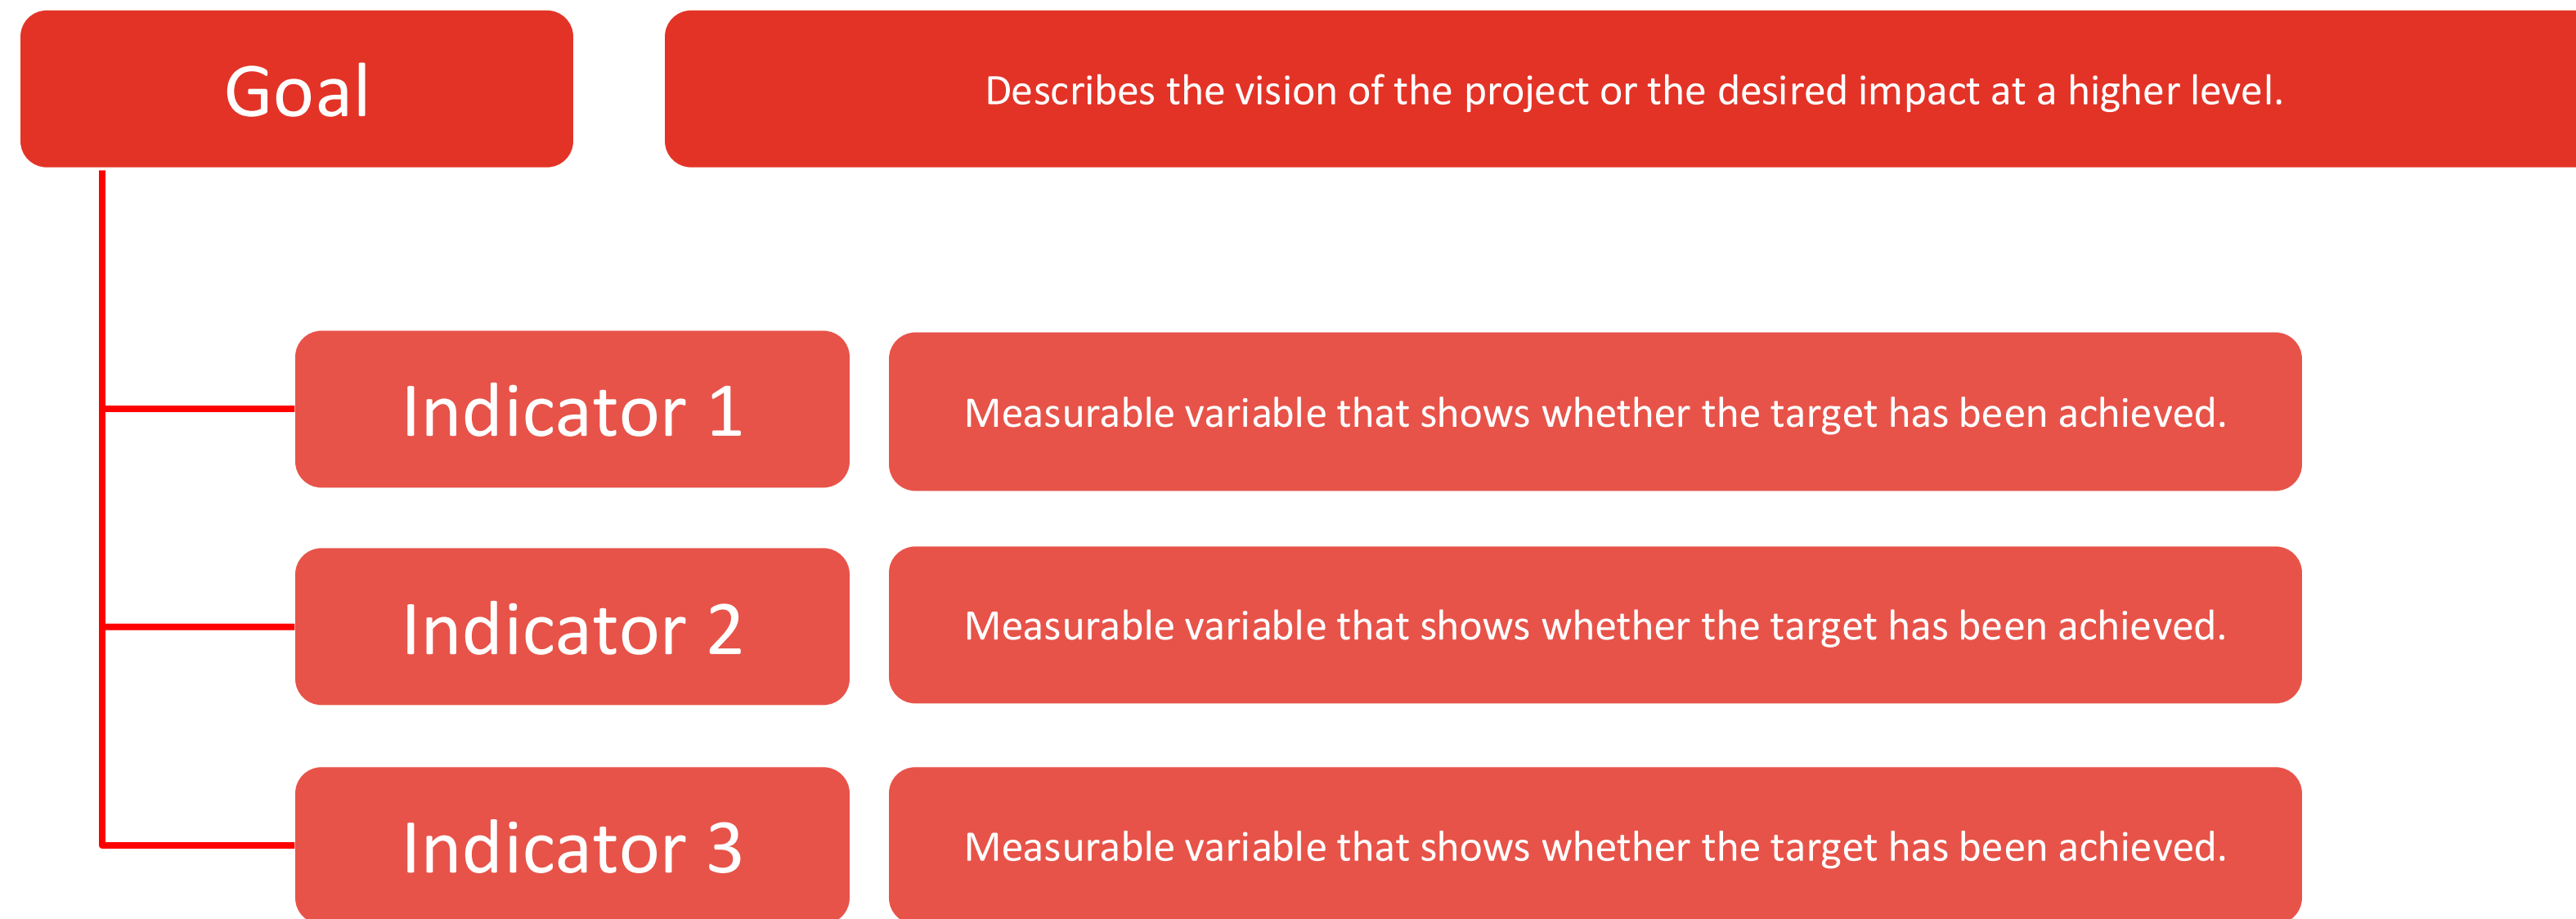 Goal
Describes the vision of the project or the desired impact at a higher level.
Indicator 1
Measurable variable that shows whether the target has been achieved.
Indicator 2
Measurable variable that shows whether the target has been achieved.
Indicator 3
Measurable variable that shows whether the target has been achieved.